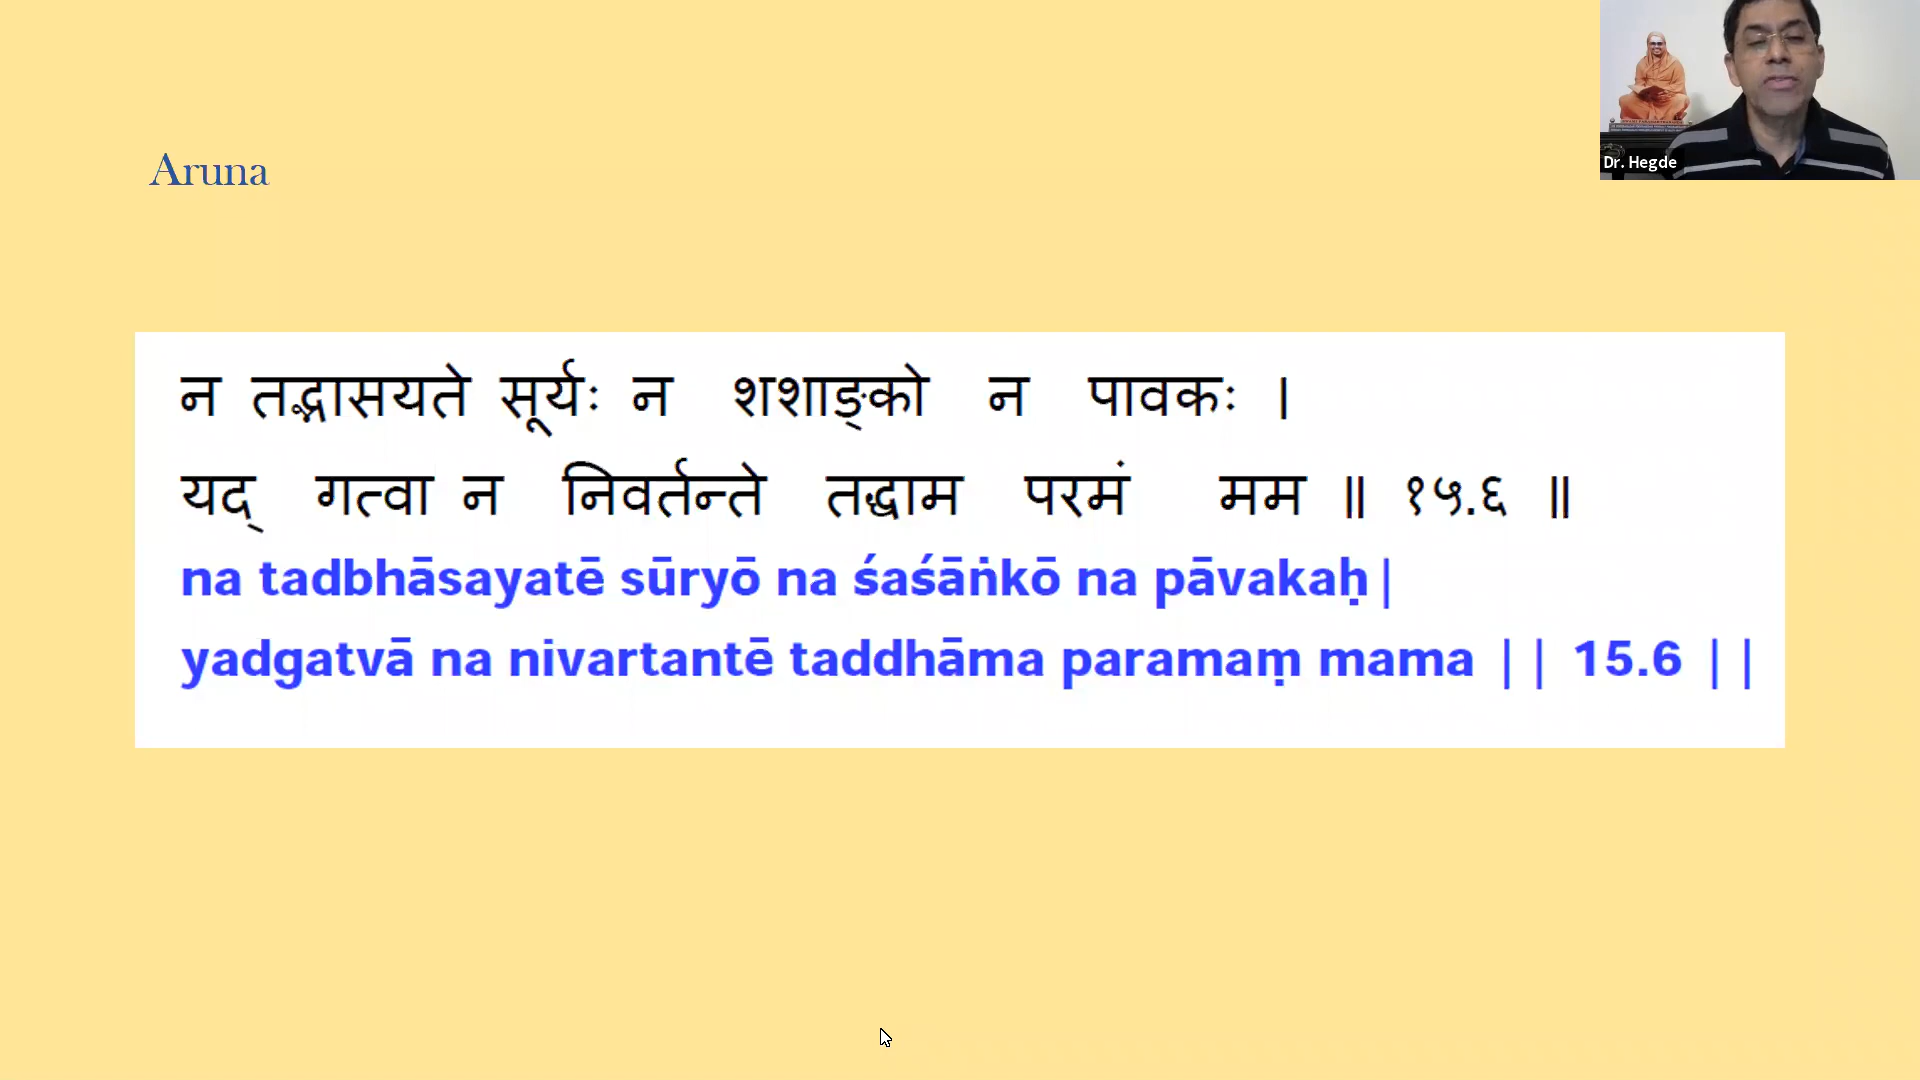 Aruna
Dr. Hegde
न तद्भासयते सूर्यः न शशाङ्को न पावकः ।
यद् गत्वा न निवर्तन्ते तद्धाम परमं मम ॥ १५.६ ॥
na tadbhāsayatē sūryō na śaśāṅkō na pāvakaḥ|
yadgatvā na nivartantē taddhāma paramaṃ mama || 15.6 ||